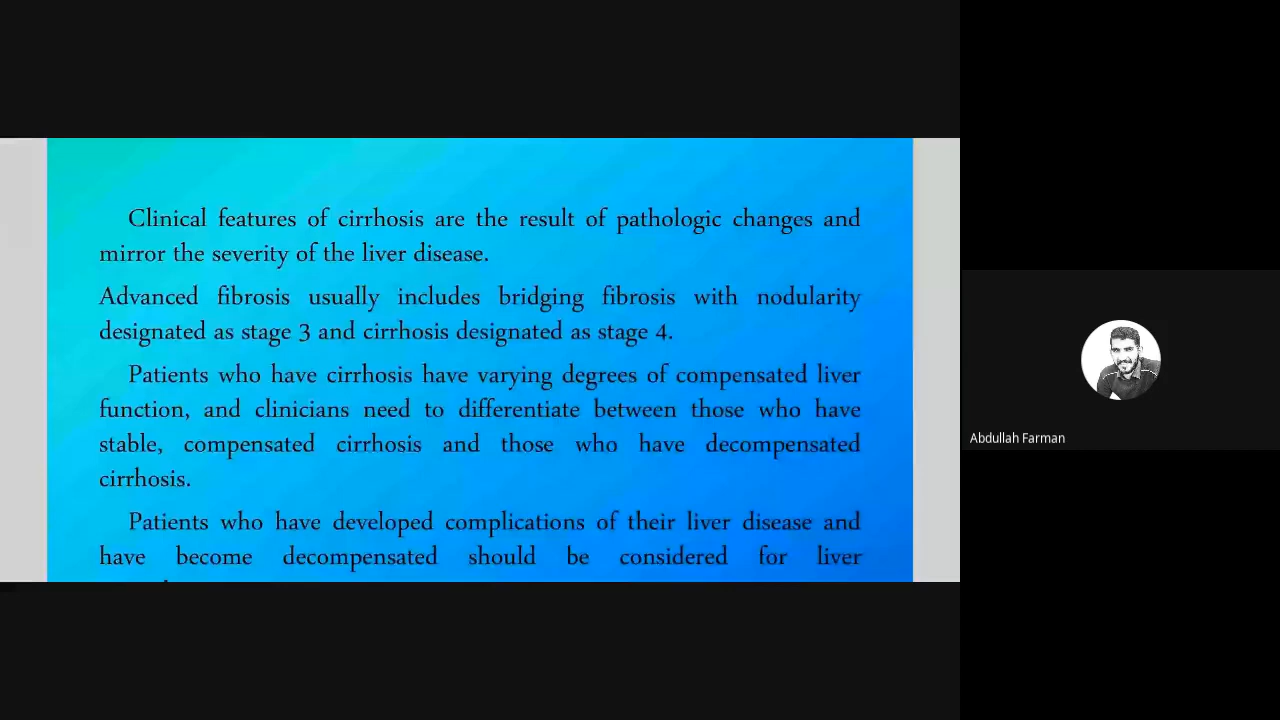 Clinical features of cirrhosis are the result of pathologic changes and
mirror the severity of the liver disease.
Advanced fibrosis usually includes bridging fibrosis with nodularity
designated as stage 3 and cirrhosis designated as stage 4.
Patients who have cirrhosis have varying degrees of compensated liver
function, and clinicians need to differentiate between those who have
stable, compensated cirrhosis and those who have decompensated
cirrhosis.
Patients who have developed complications of their liver disease and
have become decompensated should be considered for liver
Abdullah Farman